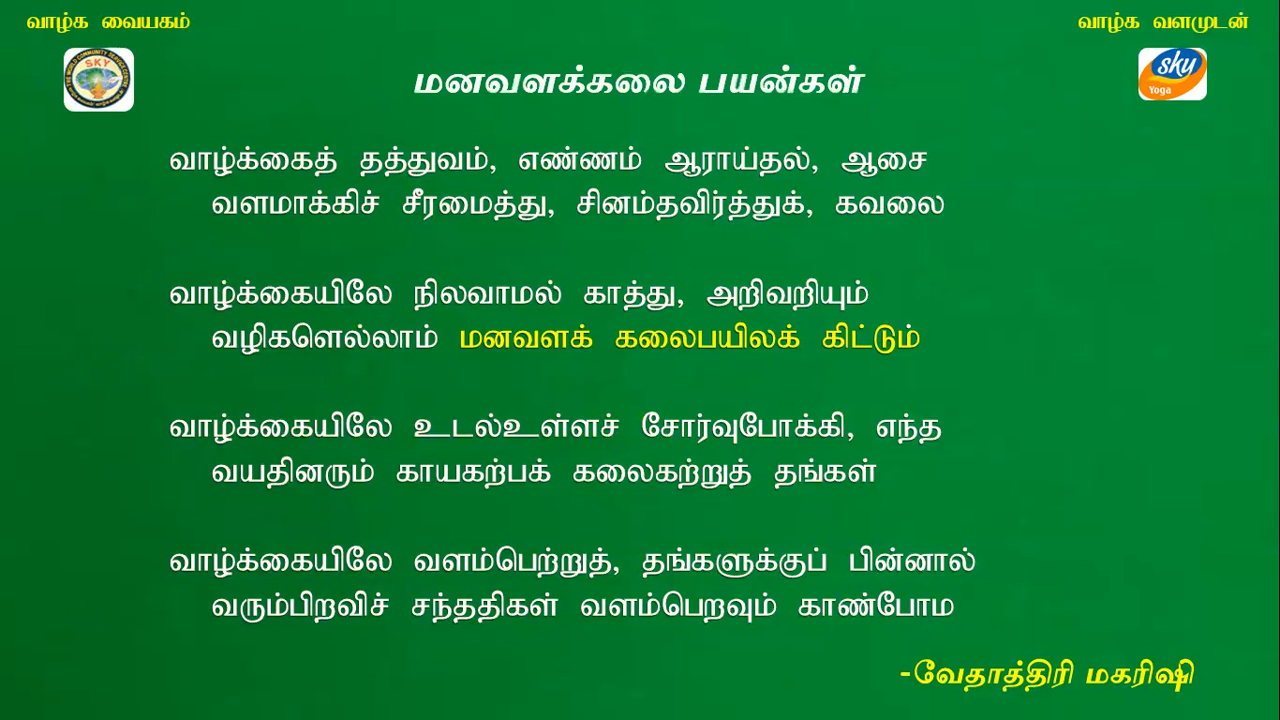 வாழ்க வையகம்
வாழ்க வளமுடன்
SKY
sky
Yoga
மனவளக்கலை பயன்கள்
வாழ்க்கைத் தத்துவம், எண்ணம் ஆராய்தல், ஆசை
வளமாக்கிச் சீரமைத்து, சினம்தவிர்த்துக், கவலை
வாழ்க்கையிலே நிலவாமல் காத்து, அறிவறியும்
வழிகளெல்லாம் மனவளக் கலைபயிலக் கிட்டும்
வாழ்க்கையிலே உடல்உள்ளச் சோர்வுபோக்கி, எந்த
வயதினரும் காயகற்பக் கலைகற்றுத் தங்கள்
வாழ்க்கையிலே வளம்பெற்றுத், தங்களுக்குப் பின்னால்
வரும்பிறவிச் சந்ததிகள் வளம்பெறவும் காண்போம
-வேதாத்திரி மகரிஷி